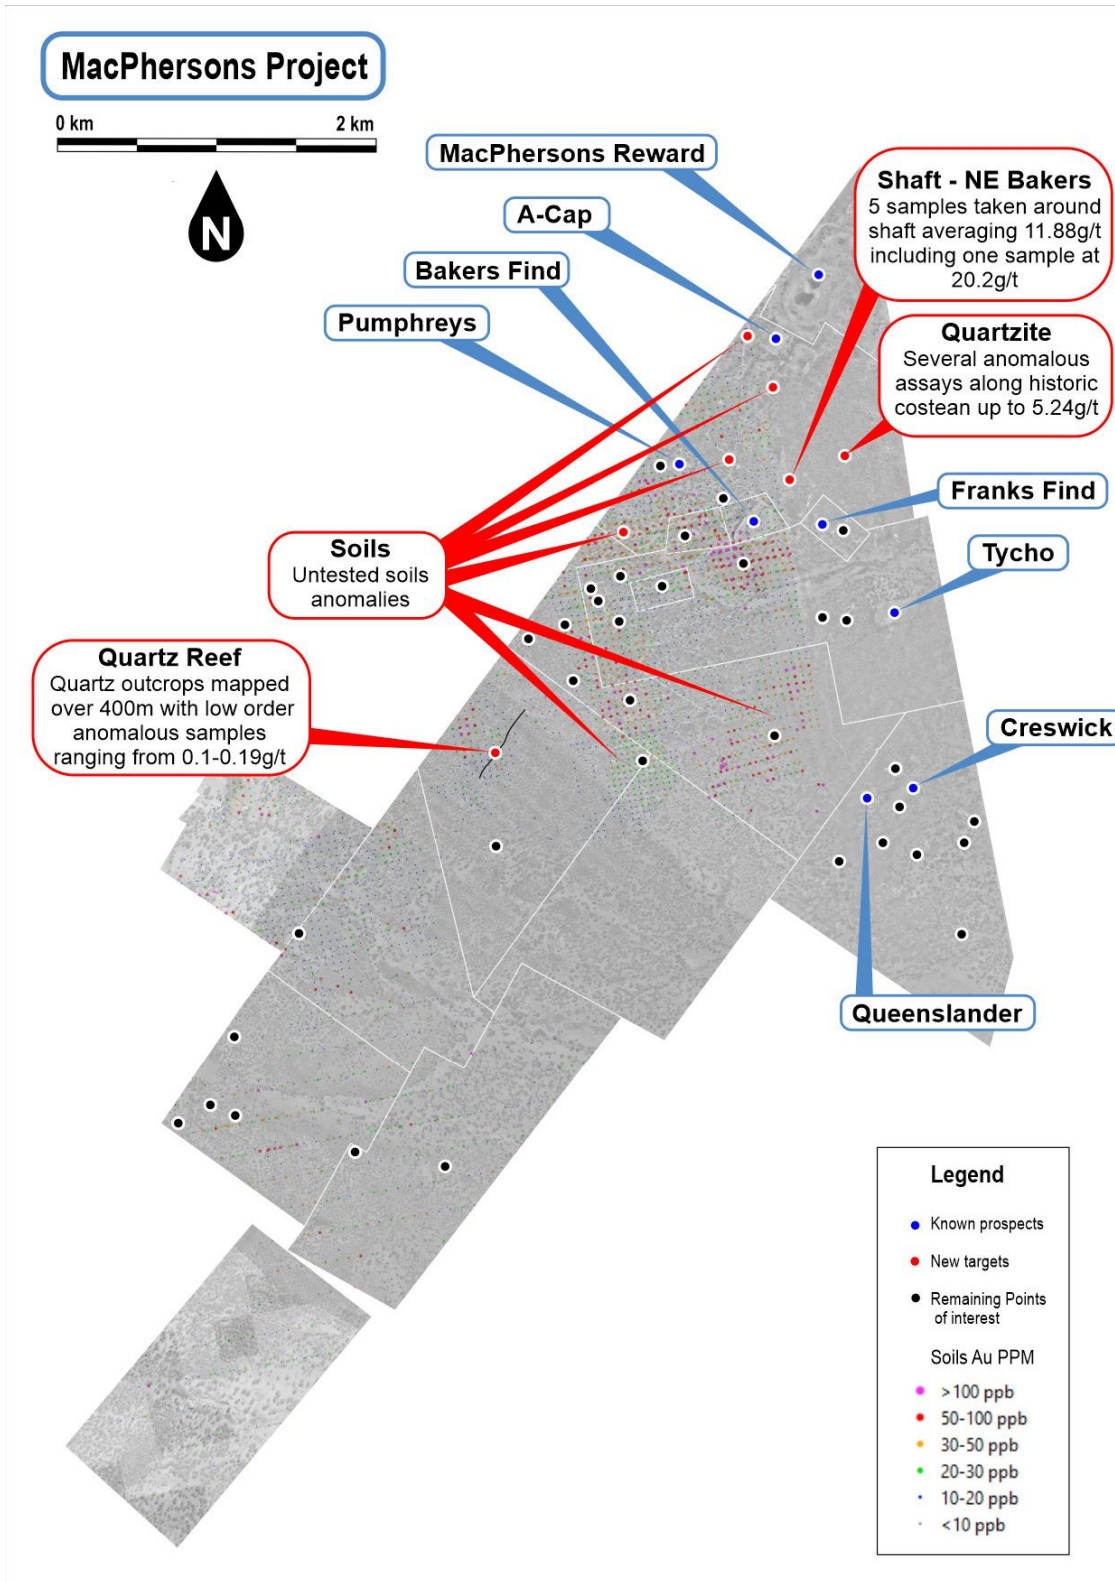 MacPhersons Project
0 km 2 km
N
MacPhersons Reward
A-Cap
Bakers Find
Pumphreys
Shaft - NE Bakers
5 samples taken around
shaft averaging 11.88g/t
including one sample at
20.2g/t
Quartzite
Several anomalous
assays along historic
costean up to 5.24g/t
Franks Find
Tycho
Soils
Untested soils
anomalies
Quartz Reef
Quartz outcrops mapped
over 400m with low order
anomalous samples
ranging from 0.1-0.19g/t
Creswick
Queenslander
Legend
Known prospects
New targets
Remaining Points
of interest
Soils Au PPM
>100 ppb
50-100 ppb
30-50 ppb
20-30 ppb
10-20 ppb
<10 ppb